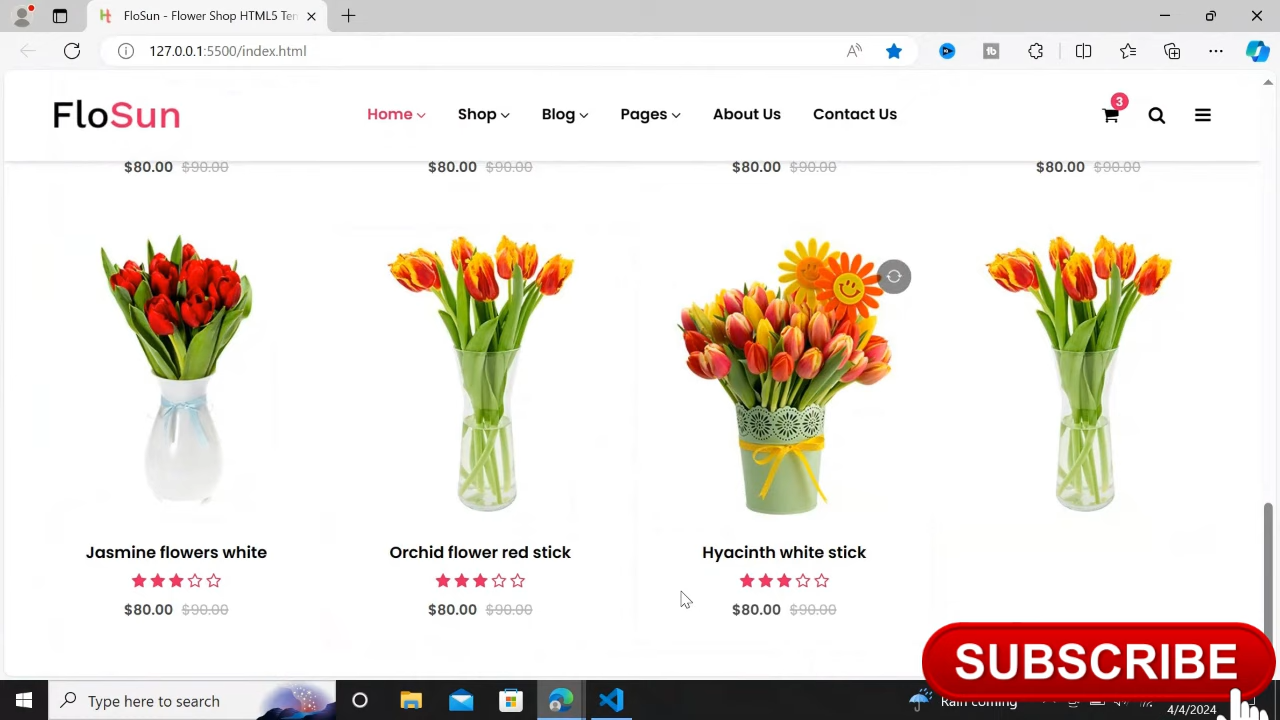 FloSun - Flower Shop HTML5 Ten
127.0.0.1:5500/index.html
FloSun
Home
Shop
Blog
Pages
About Us
Contact Us
3
$80.00 $90.00
$80.00 $90.00
$80.00 $90.00
$80.00 $90.00
Jasmine flowers white
Orchid flower red stick
Hyacinth white stick
$80.00 $90.00
$80.00 $90.00
$80.00 $90.00
SUBSCRIBE
Type here to search
Rain coming
4/4/2024